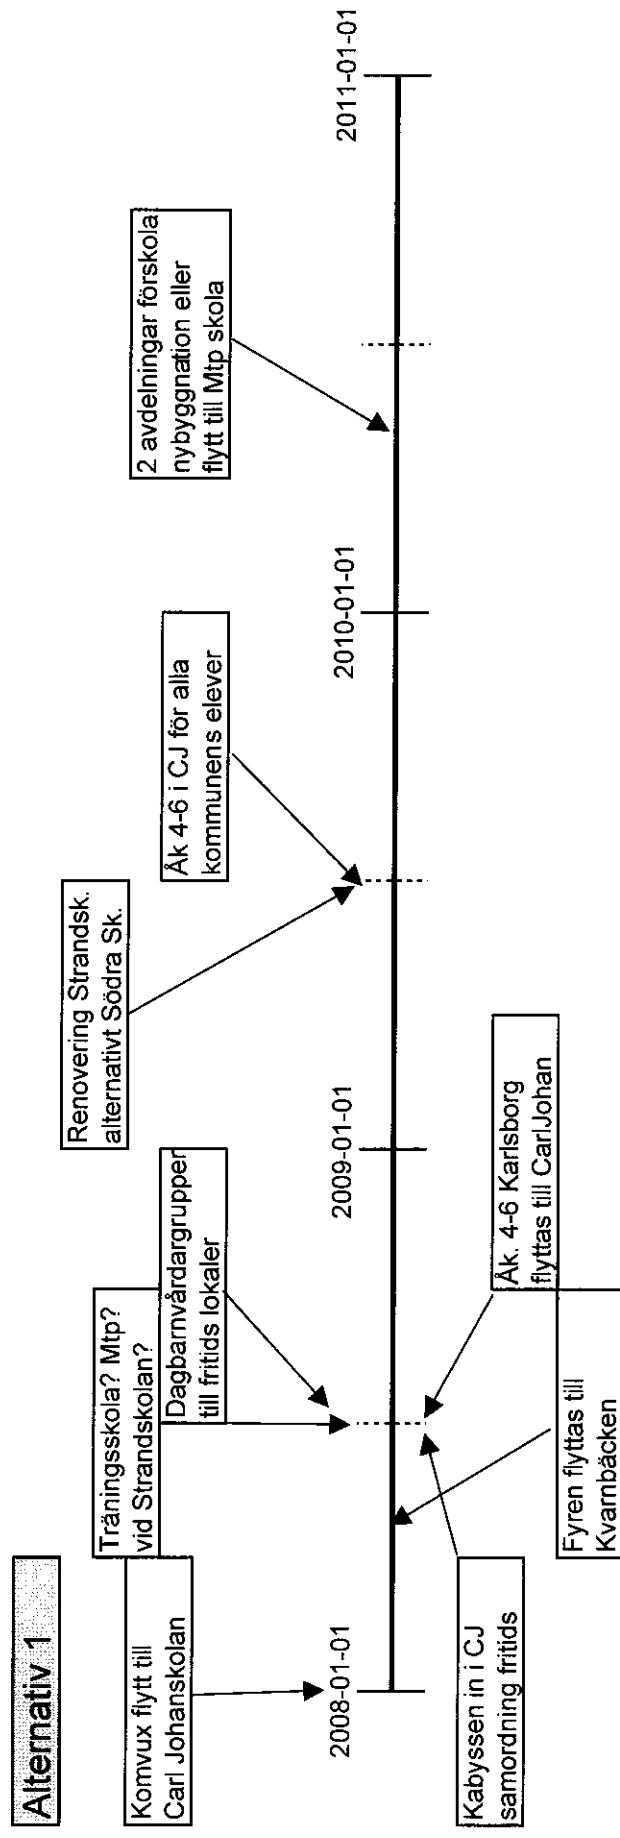 Alternativ 1
Komvux flytt till
Carl Johanskolan
Träningsskola? Mtp?
vid Strandskolan?
Dagbarnvårdargrupper
till fritids lokaler
Renovering Strandsk.
alternativt Södra Sk.
Åk 4-6 i CJ för alla
kommunens elever
2 avdelningar förskola
nybyggnation eller
flytt till Mtp skola
2008-01-01
2009-01-01
2010-01-01
2011-01-01
Kabyssen in i CJ
samordning fritids
Fyren flyttas till
Kvarnbäcken
Åk. 4-6 Karlsborg
flyttas till CarlJohan